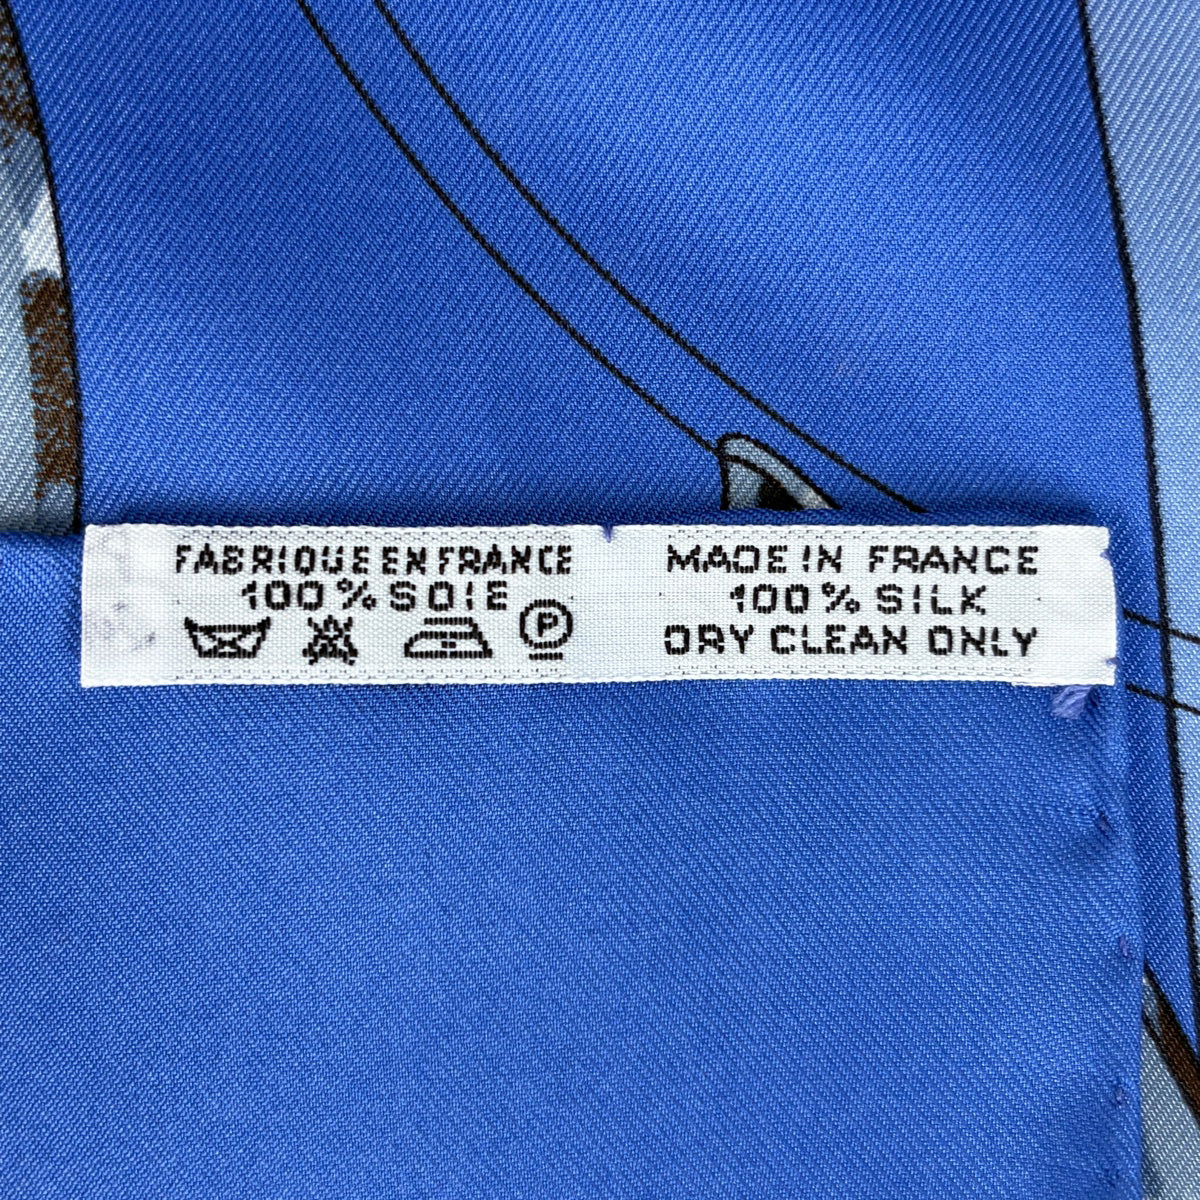 FABRIQUE EN FRANCE
100% SOIE
P
MADE IN FRANCE
100% SILK
DRY CLEAN ONLY